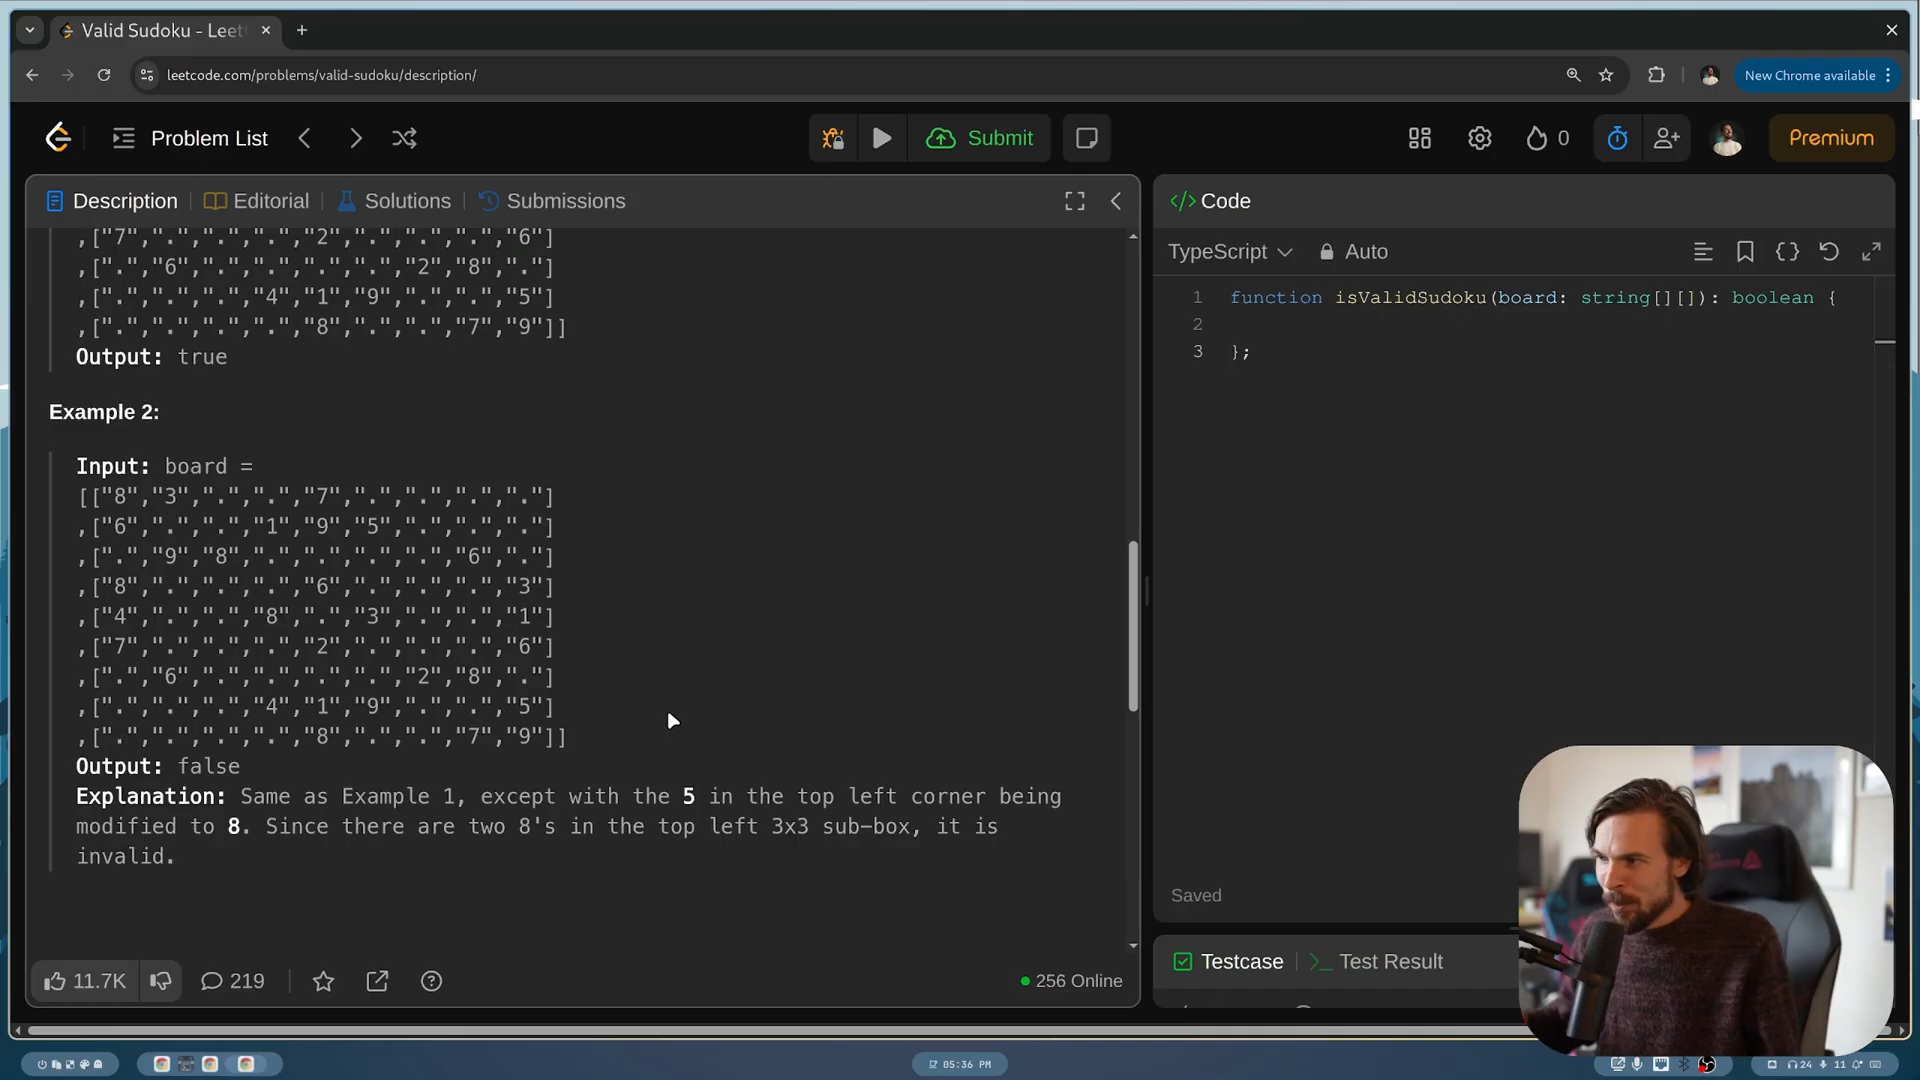 Valid Sudoku - Leet
leetcode.com/problems/valid-sudoku/description/
New Chrome available
Problem List
Submit
0
Premium
Description
Editorial
Solutions
Submissions
,["7",".",".",".","2",".",".",".","6"]
,[".","6",".",".",".",".","2","8","."]
,[".",".",".","4","1","9",".",".","5"]
,[".",".",".",".","8",".",".","7","9"]]
Output: true
Example 2:
Input: board =
[["8","3",".",".","7",".",".",".","."]
,["6",".",".","1","9","5",".",".","."]
,[".","9","8",".",".",".",".","6","."]
,["8",".",".",".","6",".",".",".","3"]
,["4",".",".","8",".","3",".",".","1"]
,["7",".",".",".","2",".",".",".","6"]
,[".","6",".",".",".",".","2","8","."]
,[".",".",".","4","1","9",".",".","5"]
,[".",".",".",".","8",".",".","7","9"]]
Output: false
Explanation: Same as Example 1, except with the 5 in the top left corner being
modified to 8. Since there are two 8's in the top left 3x3 sub-box, it is
invalid.
11.7K
219
256 Online
Code
TypeScript
Auto
1 function isValidSudoku(board: string[][]): boolean {
2
3 };
Saved
Testcase
Test Result
05:36 PM
24
11